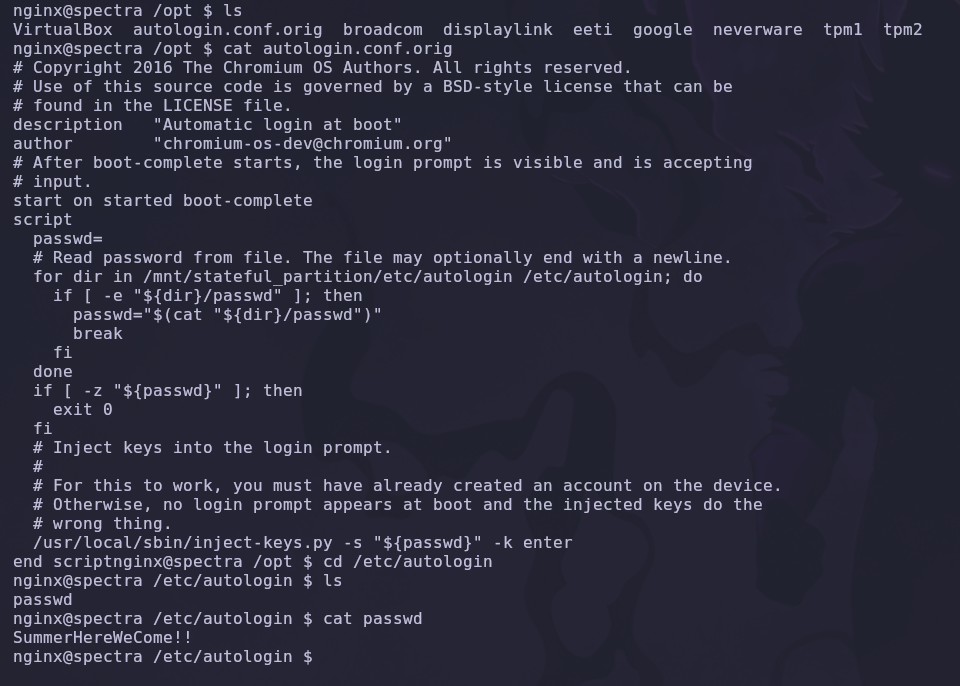 nginx@spectra /opt $ ls
VirtualBox  autologin.conf.orig  broadcom  displaylink  eeti  google  neverware  tpm1  tpm2
nginx@spectra /opt $ cat autologin.conf.orig
# Copyright 2016 The Chromium OS Authors. All rights reserved.
# Use of this source code is governed by a BSD-style license that can be
# found in the LICENSE file.
description   "Automatic login at boot"
author        "chromium-os-dev@chromium.org"
# After boot-complete starts, the login prompt is visible and is accepting
# input.
start on started boot-complete
script
  passwd=
  # Read password from file. The file may optionally end with a newline.
  for dir in /mnt/stateful_partition/etc/autologin /etc/autologin; do
    if [ -e "${dir}/passwd" ]; then
      passwd="$(cat "${dir}/passwd")"
      break
    fi
  done
  if [ -z "${passwd}" ]; then
    exit 0
  fi
  # Inject keys into the login prompt.
  #
  # For this to work, you must have already created an account on the device.
  # Otherwise, no login prompt appears at boot and the injected keys do the
  # wrong thing.
  /usr/local/sbin/inject-keys.py -s "${passwd}" -k enter
end scriptnginx@spectra /opt $ cd /etc/autologin
nginx@spectra /etc/autologin $ ls
passwd
nginx@spectra /etc/autologin $ cat passwd
SummerHereWeCome!!
nginx@spectra /etc/autologin $